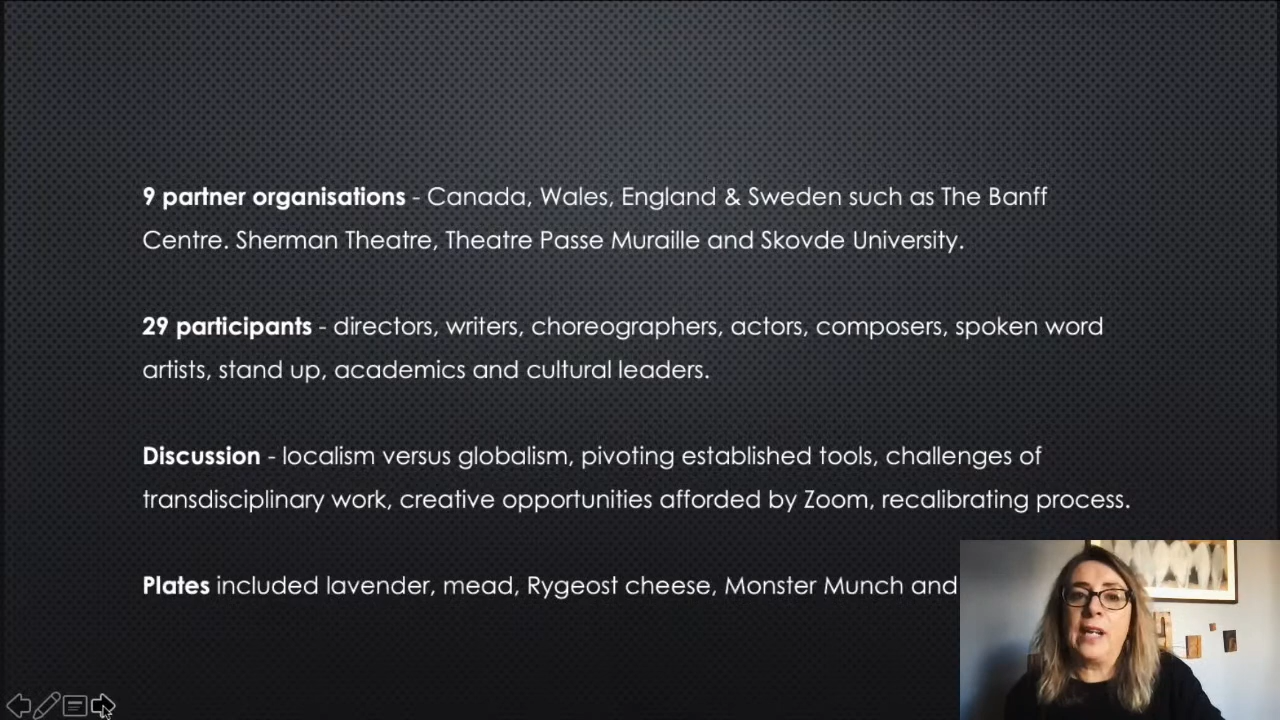 9 partner organisations - Canada, Wales, England & Sweden such as The Banff
Centre. Sherman Theatre, Theatre Passe Muraille and Skovde University.
29 participants - directors, writers, choreographers, actors, composers, spoken word
artists, stand up, academics and cultural leaders.
Discussion - localism versus globalism, pivoting established tools, challenges of
transdisciplinary work, creative opportunities afforded by Zoom, recalibrating process.
Plates included lavender, mead, Rygeost cheese, Monster Munch and